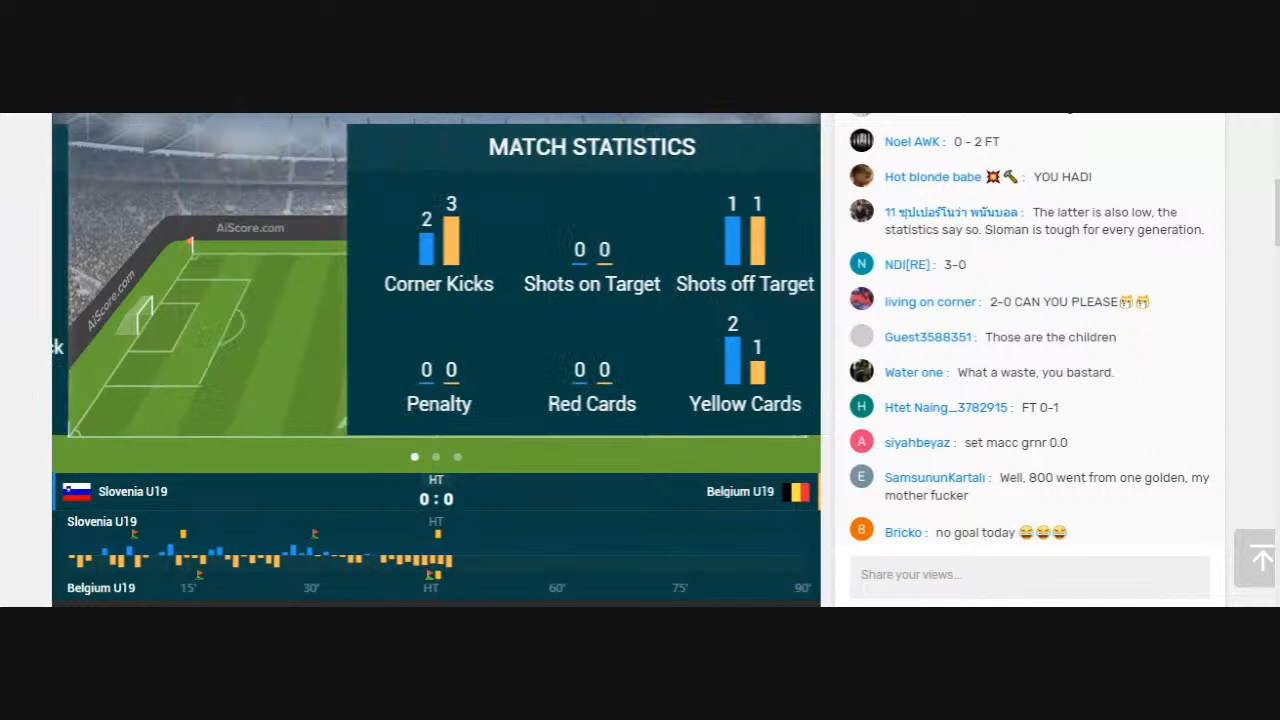 MATCH STATISTICS
AiScore.com
AiScore.com
2 3
Corner Kicks
0 0
Shots on Target
1 1
Shots off Target
0 0
Penalty
0 0
Red Cards
2 1
Yellow Cards
ck
Slovenia U19
HT
0 : 0
Belgium U19
Slovenia U19
HT
Belgium U19
15'
30'
HT
60'
75'
90'
Noel AWK : 0 - 2 FT
Hot blonde babe 💥🔨 : YOU HADI
11 ซุปเปอร์โนว่า พนันบอล : The latter is also low, the
statistics say so. Sloman is tough for every generation.
N
NDI[RE] : 3-0
living on corner : 2-0 CAN YOU PLEASE😁😁
Guest3588351 : Those are the children
Water one : What a waste, you bastard.
H
Htet Naing_3782915 : FT 0-1
A
siyahbeyaz : set macc grnr 0.0
E
SamsununKartalı : Well, 800 went from one golden, my
mother fucker
B
Bricko : no goal today 😂😂😂
Share your views...